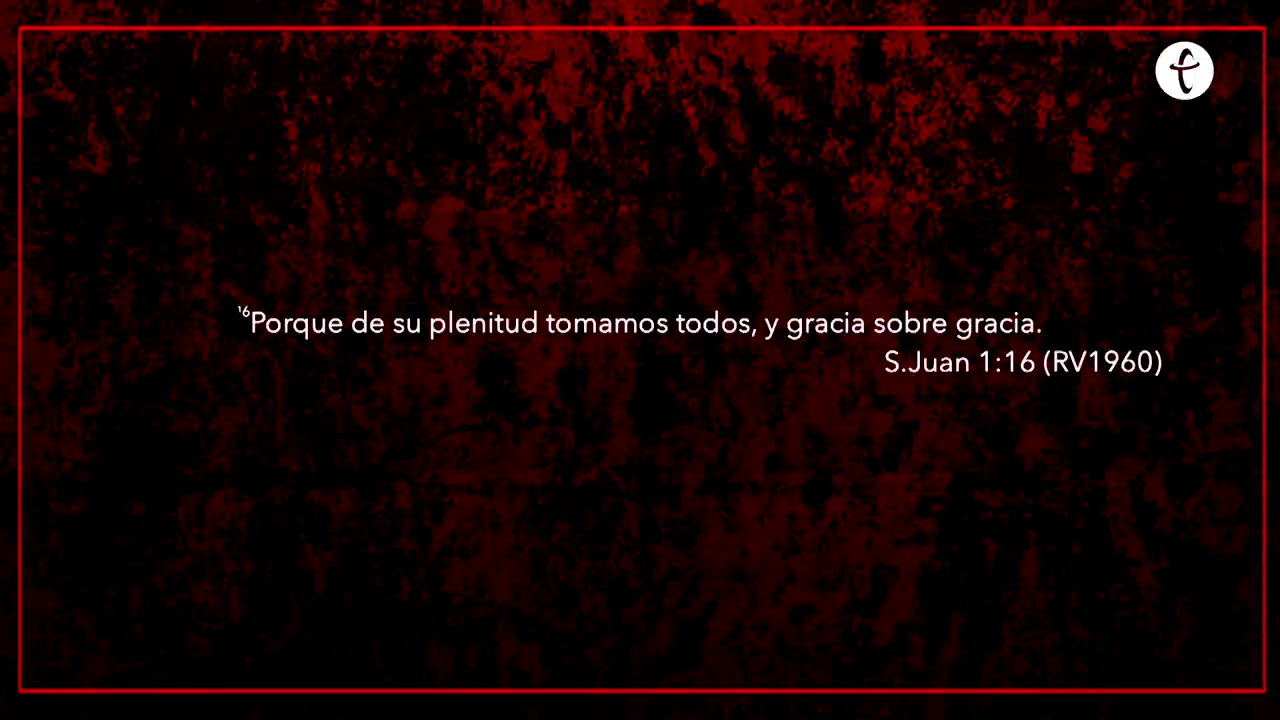 ¹⁶Porque de su plenitud tomamos todos, y gracia sobre gracia.
S.Juan 1:16 (RV1960)